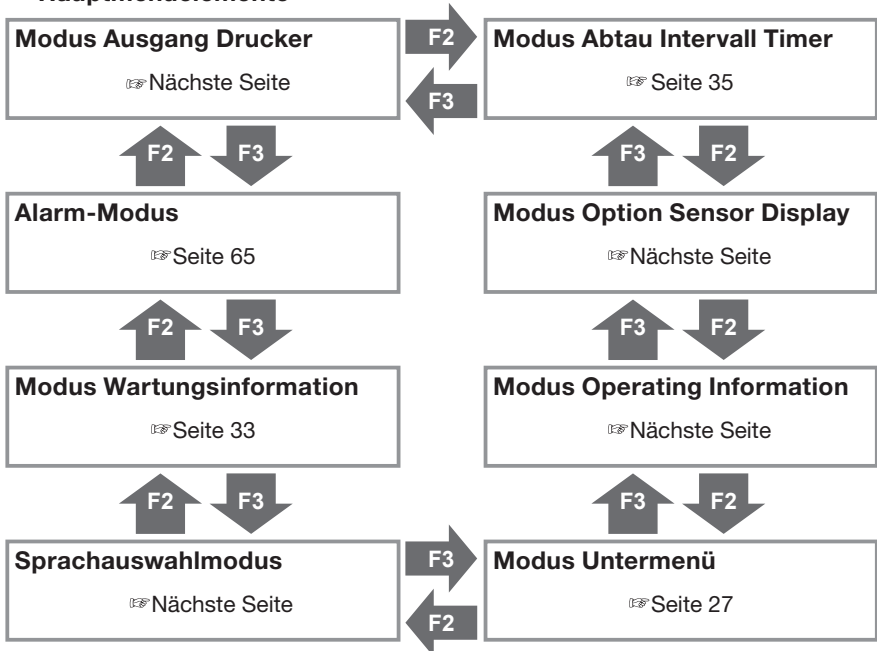 Modus Ausgang Drucker
☞Nächste Seite
F2
F3
Modus Abtau Intervall Timer
☞ Seite 35
F2
F3
F3
F2
Alarm-Modus
☞Seite 65
Modus Option Sensor Display
☞Nächste Seite
F2
F3
F3
F2
Modus Wartungsinformation
☞Seite 33
Modus Operating Information
☞Nächste Seite
F2
F3
F3
F2
Sprachauswahlmodus
☞Nächste Seite
F3
F2
Modus Untermenü
☞Seite 27